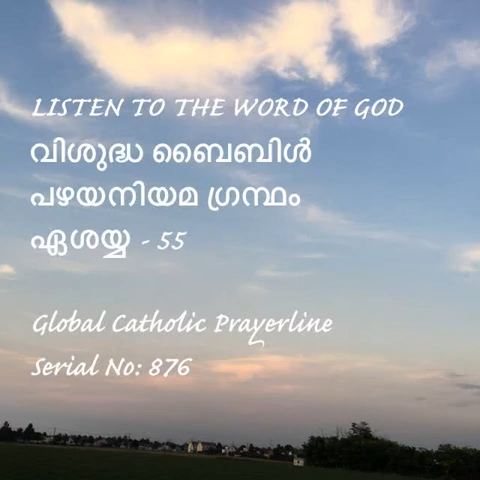 LISTEN TO THE WORD OF GOD
വിശുദ്ധ ബൈബിൾ
പഴയനിയമ ഗ്രന്ഥം
ഏശയ്യ - 55
Global Catholic Prayerline
Serial No: 876